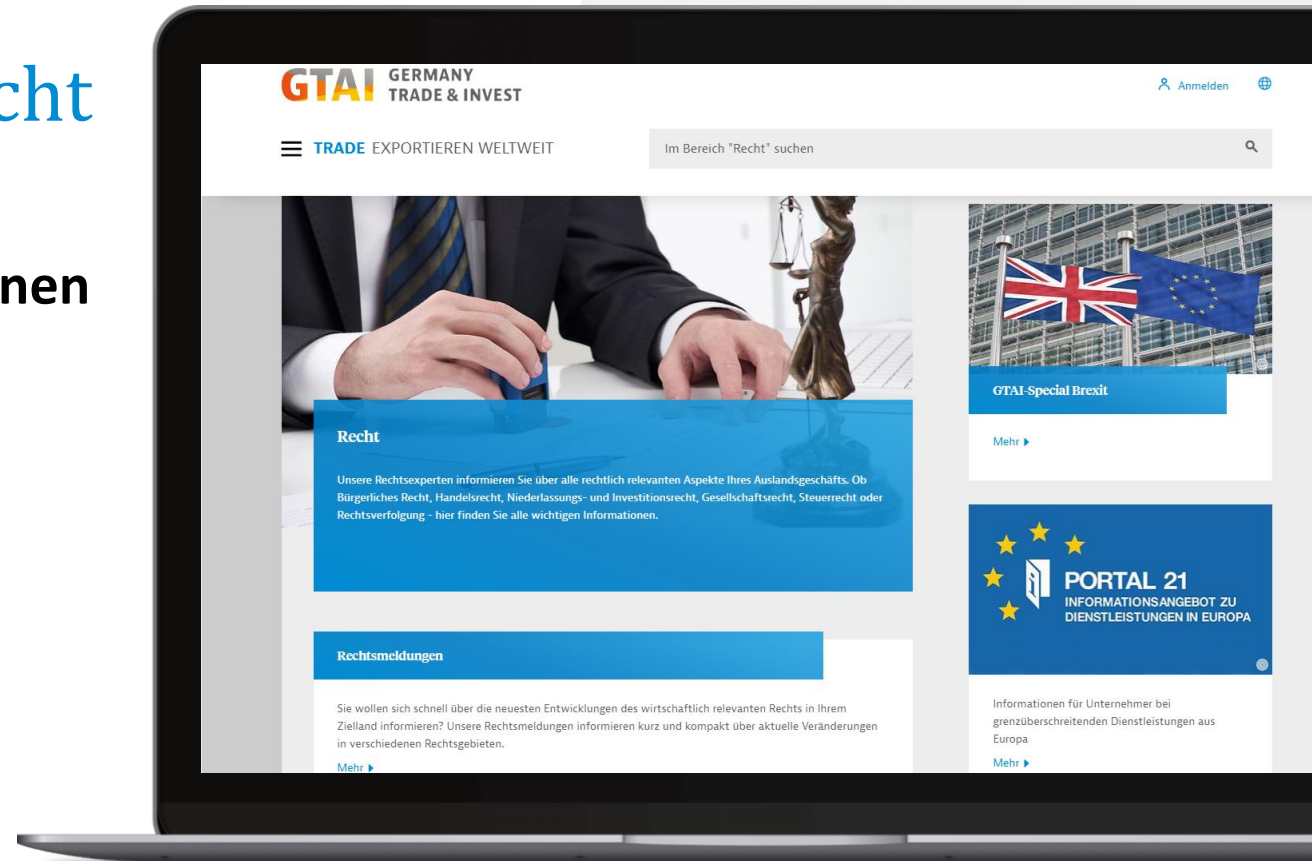 cht
nen
GTAI GERMANY
TRADE & INVEST
Anmelden
TRADE EXPORTIEREN WELTWEIT
Im Bereich "Recht" suchen
Recht
Unsere Rechtsexperten informieren Sie über alle rechtlich relevanten Aspekte Ihres Auslandsgeschäfts. Ob
Bürgerliches Recht, Handelsrecht, Niederlassungs- und Investitionsrecht, Gesellschaftsrecht, Steuerrecht oder
Rechtsverfolgung - hier finden Sie alle wichtigen Informationen.
Rechtsmeldungen
Sie wollen sich schnell über die neuesten Entwicklungen des wirtschaftlich relevanten Rechts in Ihrem
Zielland informieren? Unsere Rechtsmeldungen informieren kurz und kompakt über aktuelle Veränderungen
in verschiedenen Rechtsgebieten.
Mehr
GTAI-Special Brexit
Mehr
PORTAL 21
INFORMATIONSANGEBOT ZU
DIENSTLEISTUNGEN IN EUROPA
Informationen für Unternehmer bei
grenzüberschreitenden Dienstleistungen aus
Europa
Mehr